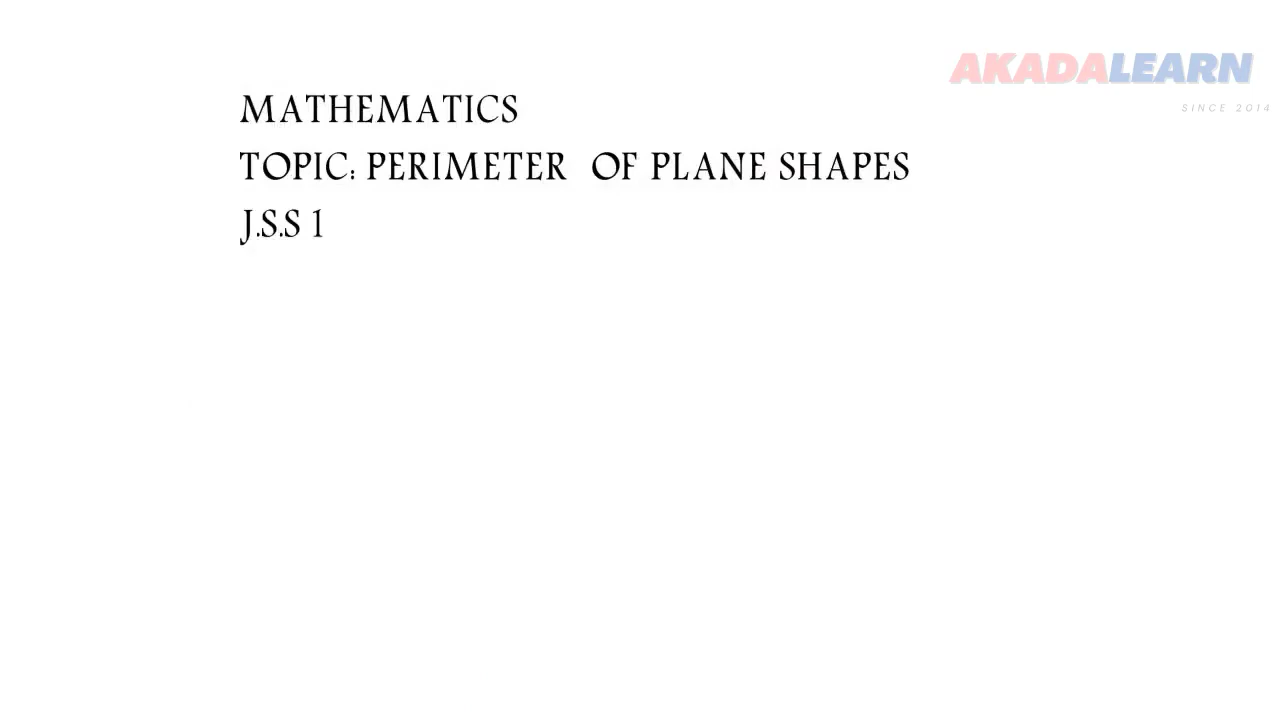 AKADALEARN
SINCE 2014
MATHEMATICS
TOPIC: PERIMETER OF PLANE SHAPES
J.S.S 1